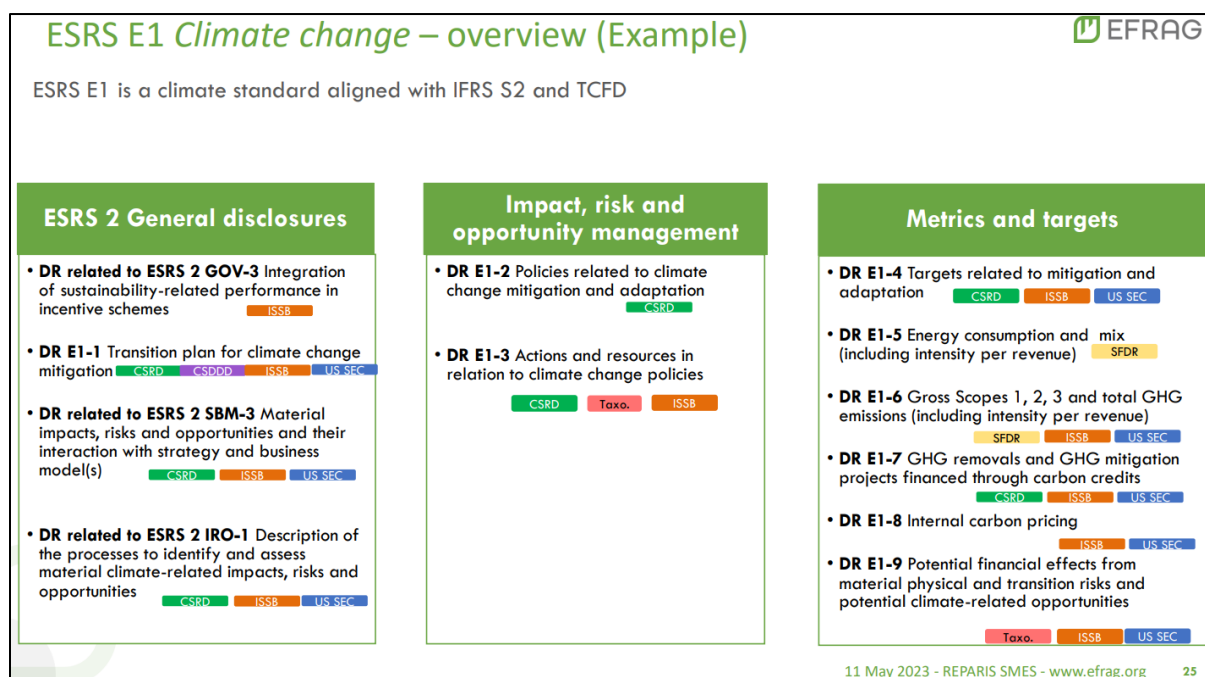 ESRS E1 Climate change – overview (Example)
EFRAG
ESRS E1 is a climate standard aligned with IFRS S2 and TCFD
ESRS 2 General disclosures
• DR related to ESRS 2 GOV-3 Integration
of sustainability-related performance in
incentive schemes ISSB
• DR E1-1 Transition plan for climate change
mitigation CSRD CSDDD ISSB US SEC
• DR related to ESRS 2 SBM-3 Material
impacts, risks and opportunities and their
interaction with strategy and business
model(s) CSRD ISSB US SEC
• DR related to ESRS 2 IRO-1 Description of
the processes to identify and assess
material climate-related impacts, risks and
opportunities CSRD ISSB US SEC
Impact, risk and
opportunity management
• DR E1-2 Policies related to climate
change mitigation and adaptation
CSRD
• DR E1-3 Actions and resources in
relation to climate change policies
CSRD Taxo. ISSB
Metrics and targets
• DR E1-4 Targets related to mitigation and
adaptation CSRD ISSB US SEC
• DR E1-5 Energy consumption and mix
(including intensity per revenue) SFDR
• DR E1-6 Gross Scopes 1, 2, 3 and total GHG
emissions (including intensity per revenue)
SFDR ISSB US SEC
• DR E1-7 GHG removals and GHG mitigation
projects financed through carbon credits
CSRD ISSB US SEC
• DR E1-8 Internal carbon pricing
ISSB US SEC
• DR E1-9 Potential financial effects from
material physical and transition risks and
potential climate-related opportunities
Taxo. ISSB US SEC
11 May 2023 - REPARIS SMES - www.efrag.org 25